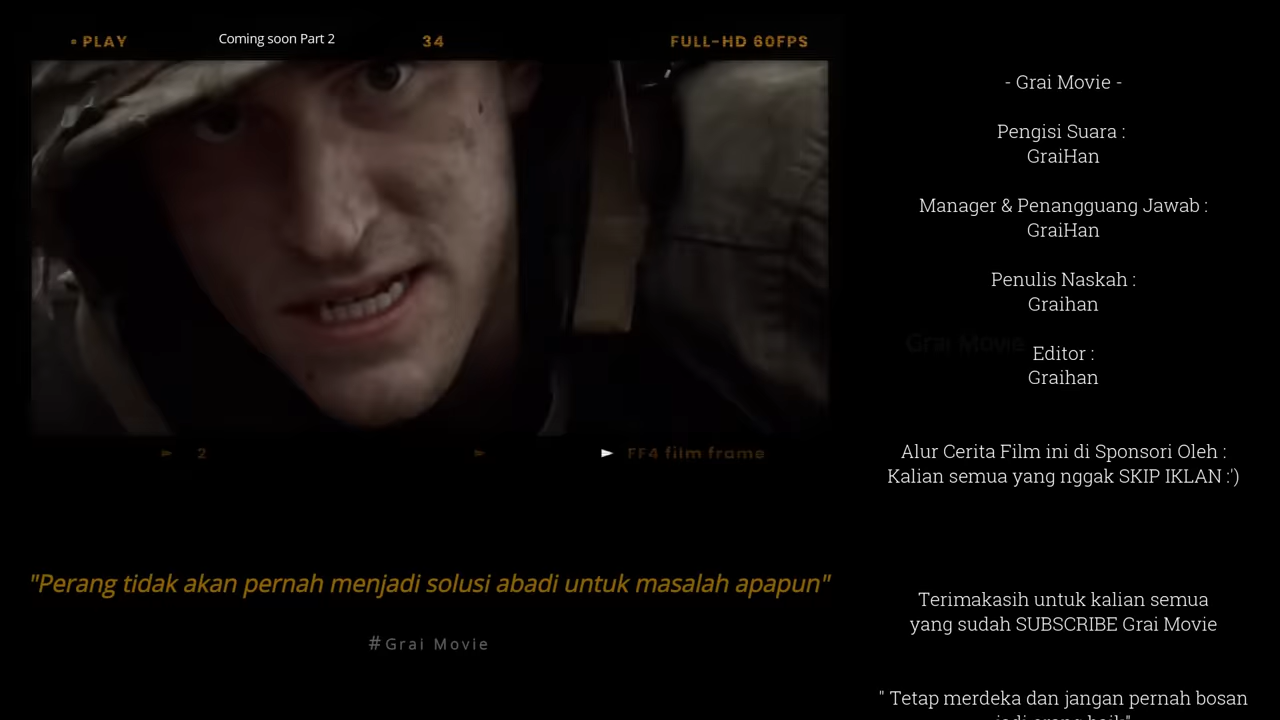 PLAY
Coming soon Part 2
34
FULL-HD 60FPS
2
FF4 film frame
"Perang tidak akan pernah menjadi solusi abadi untuk masalah apapun"
#Grai Movie
- Grai Movie -
Pengisi Suara :
GraiHan
Manager & Penangguang Jawab :
GraiHan
Penulis Naskah :
Graihan
Grai Movie
Editor :
Graihan
Alur Cerita Film ini di Sponsori Oleh :
Kalian semua yang nggak SKIP IKLAN :')
Terimakasih untuk kalian semua
yang sudah SUBSCRIBE Grai Movie
" Tetap merdeka dan jangan pernah bosan
jadi orang baik"